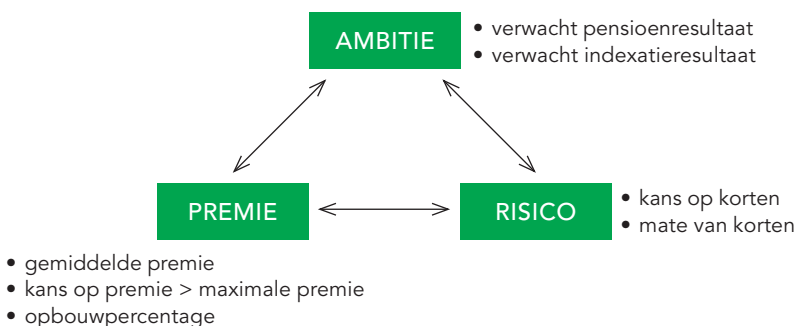 AMBITIE
• verwacht pensioenresultaat
• verwacht indexatieresultaat
PREMIE
RISICO
• kans op korten
• mate van korten
• gemiddelde premie
• kans op premie > maximale premie
• opbouwpercentage